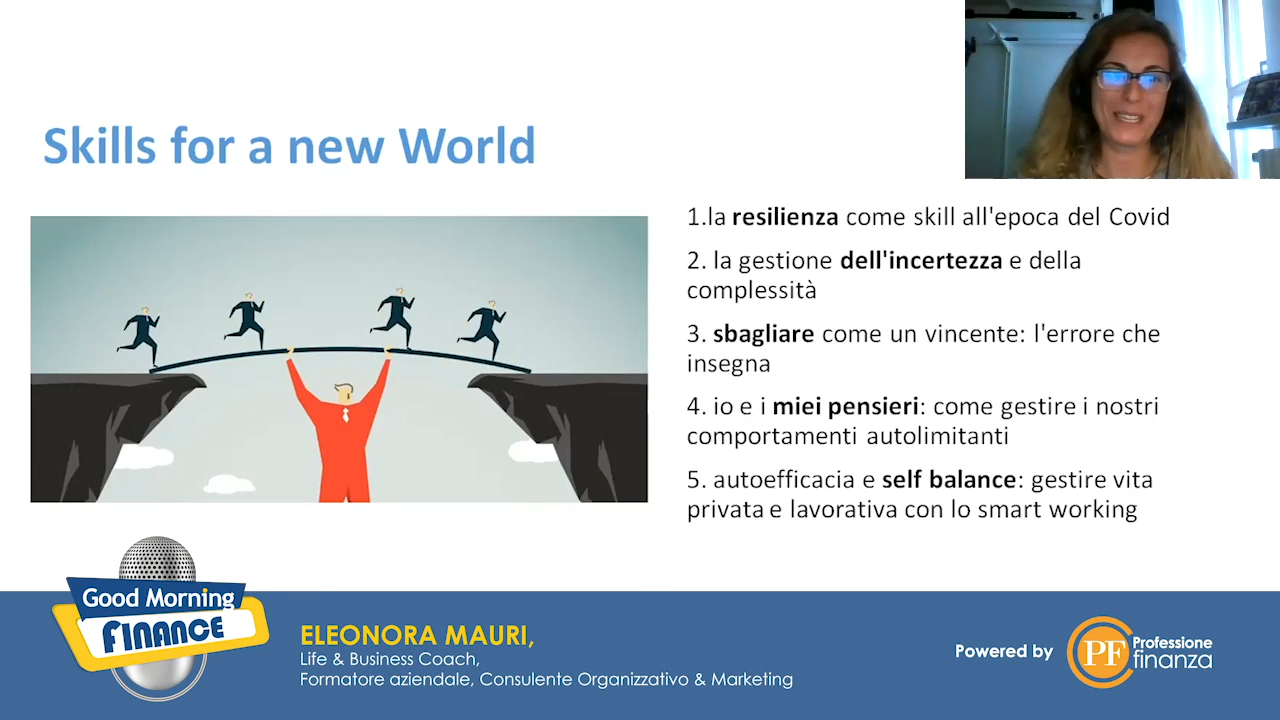 Skills for a new World
1.la resilienza come skill all'epoca del Covid
2. la gestione dell'incertezza e della
complessità
3. sbagliare come un vincente: l'errore che
insegna
4. io e i miei pensieri: come gestire i nostri
comportamenti autolimitanti
5. autoefficacia e self balance: gestire vita
privata e lavorativa con lo smart working
Good Morning
FINANCE
ELEONORA MAURI,
Life & Business Coach,
Formatore aziendale, Consulente Organizzativo & Marketing
Powered by
PF
Professione
finanza